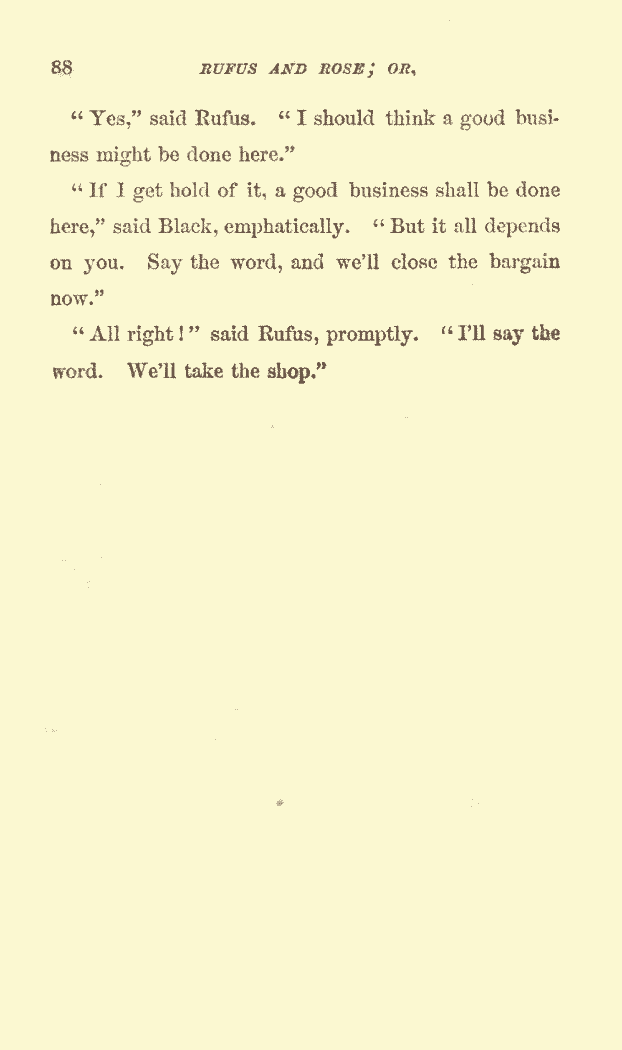 88 RUFUS AND ROSE; OR,
“Yes,” said Rufus. “I should think a good busi-
ness might be done here.”
“If I get hold of it, a good business shall be done
here,” said Black, emphatically. “But it all depends
on you. Say the word, and we’ll close the bargain
now.”
“All right!” said Rufus, promptly. “I’ll say the
word. We’ll take the shop.”